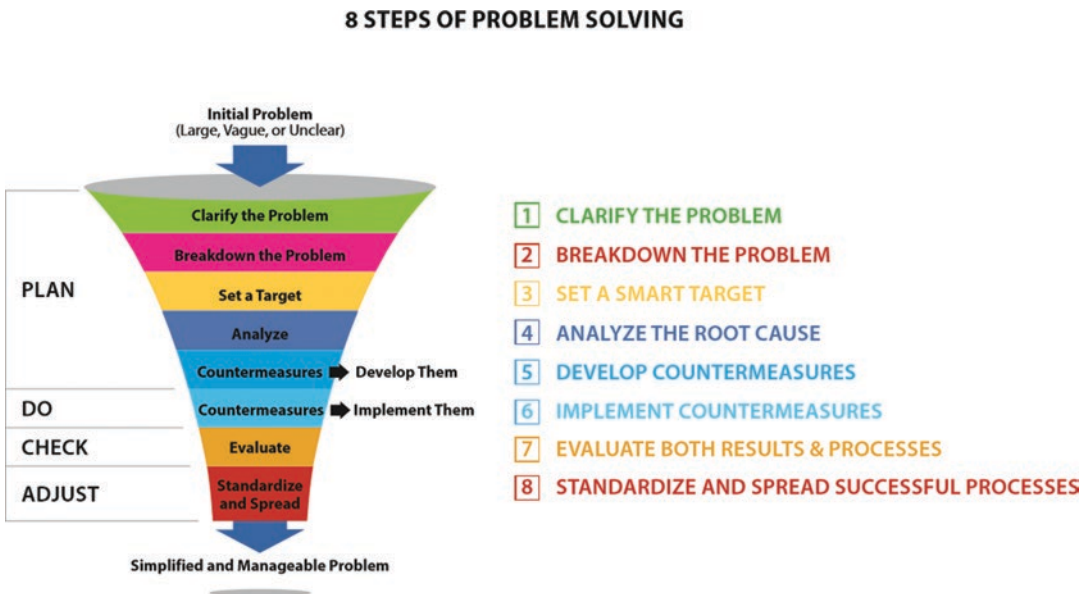 8 STEPS OF PROBLEM SOLVING
Initial Problem
(Large, Vague, or Unclear)
PLAN
Clarify the Problem
Breakdown the Problem
Set a Target
Analyze
Countermeasures
Develop Them
DO
Countermeasures
Implement Them
CHECK
Evaluate
ADJUST
Standardize
and Spread
Simplified and Manageable Problem
1 CLARIFY THE PROBLEM
2 BREAKDOWN THE PROBLEM
3 SET A SMART TARGET
4 ANALYZE THE ROOT CAUSE
5 DEVELOP COUNTERMEASURES
6 IMPLEMENT COUNTERMEASURES
7 EVALUATE BOTH RESULTS & PROCESSES
8 STANDARDIZE AND SPREAD SUCCESSFUL PROCESSES